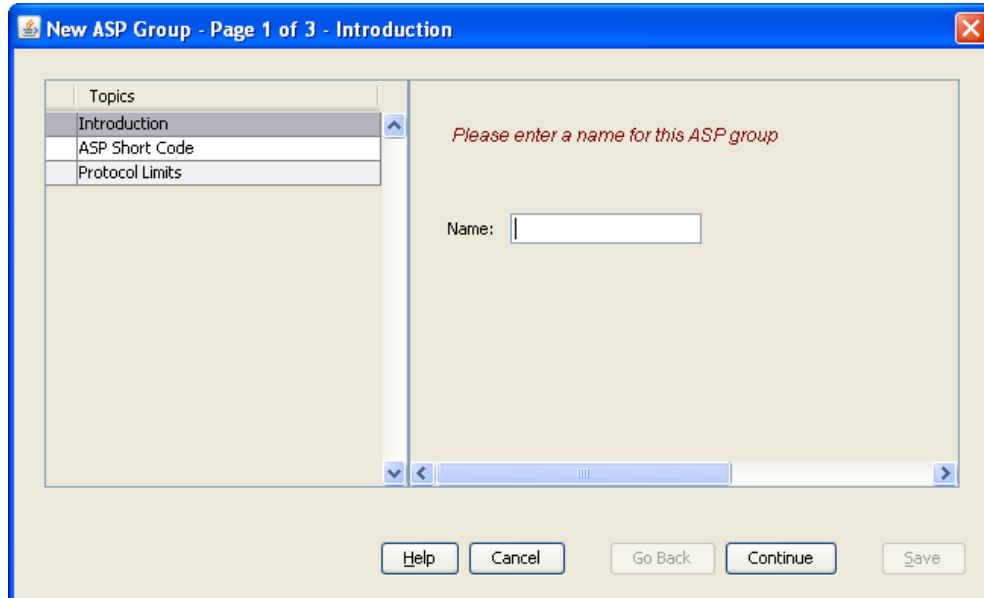 New ASP Group - Page 1 of 3 - Introduction
Topics
Introduction
ASP Short Code
Protocol Limits
Please enter a name for this ASP group
Name:
Help Cancel Go Back Continue Save